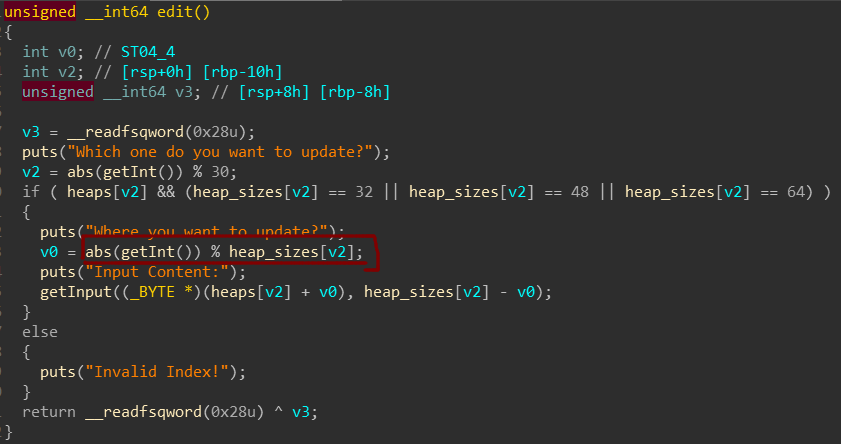 unsigned __int64 edit()
{
int v0; // ST04_4
int v2; // [rsp+0h] [rbp-10h]
unsigned __int64 v3; // [rsp+8h] [rbp-8h]
v3 = __readfsqword(0x28u);
puts("Which one do you want to update?");
v2 = abs(getInt()) % 30;
if ( heaps[v2] && (heap_sizes[v2] == 32 || heap_sizes[v2] == 48 || heap_sizes[v2] == 64) )
{
puts("Where you want to update?");
v0 = abs(getInt()) % heap_sizes[v2];
puts("Input Content:");
getInput((_BYTE *)(heaps[v2] + v0), heap_sizes[v2] - v0);
}
else
{
puts("Invalid Index!");
}
return __readfsqword(0x28u) ^ v3;
}